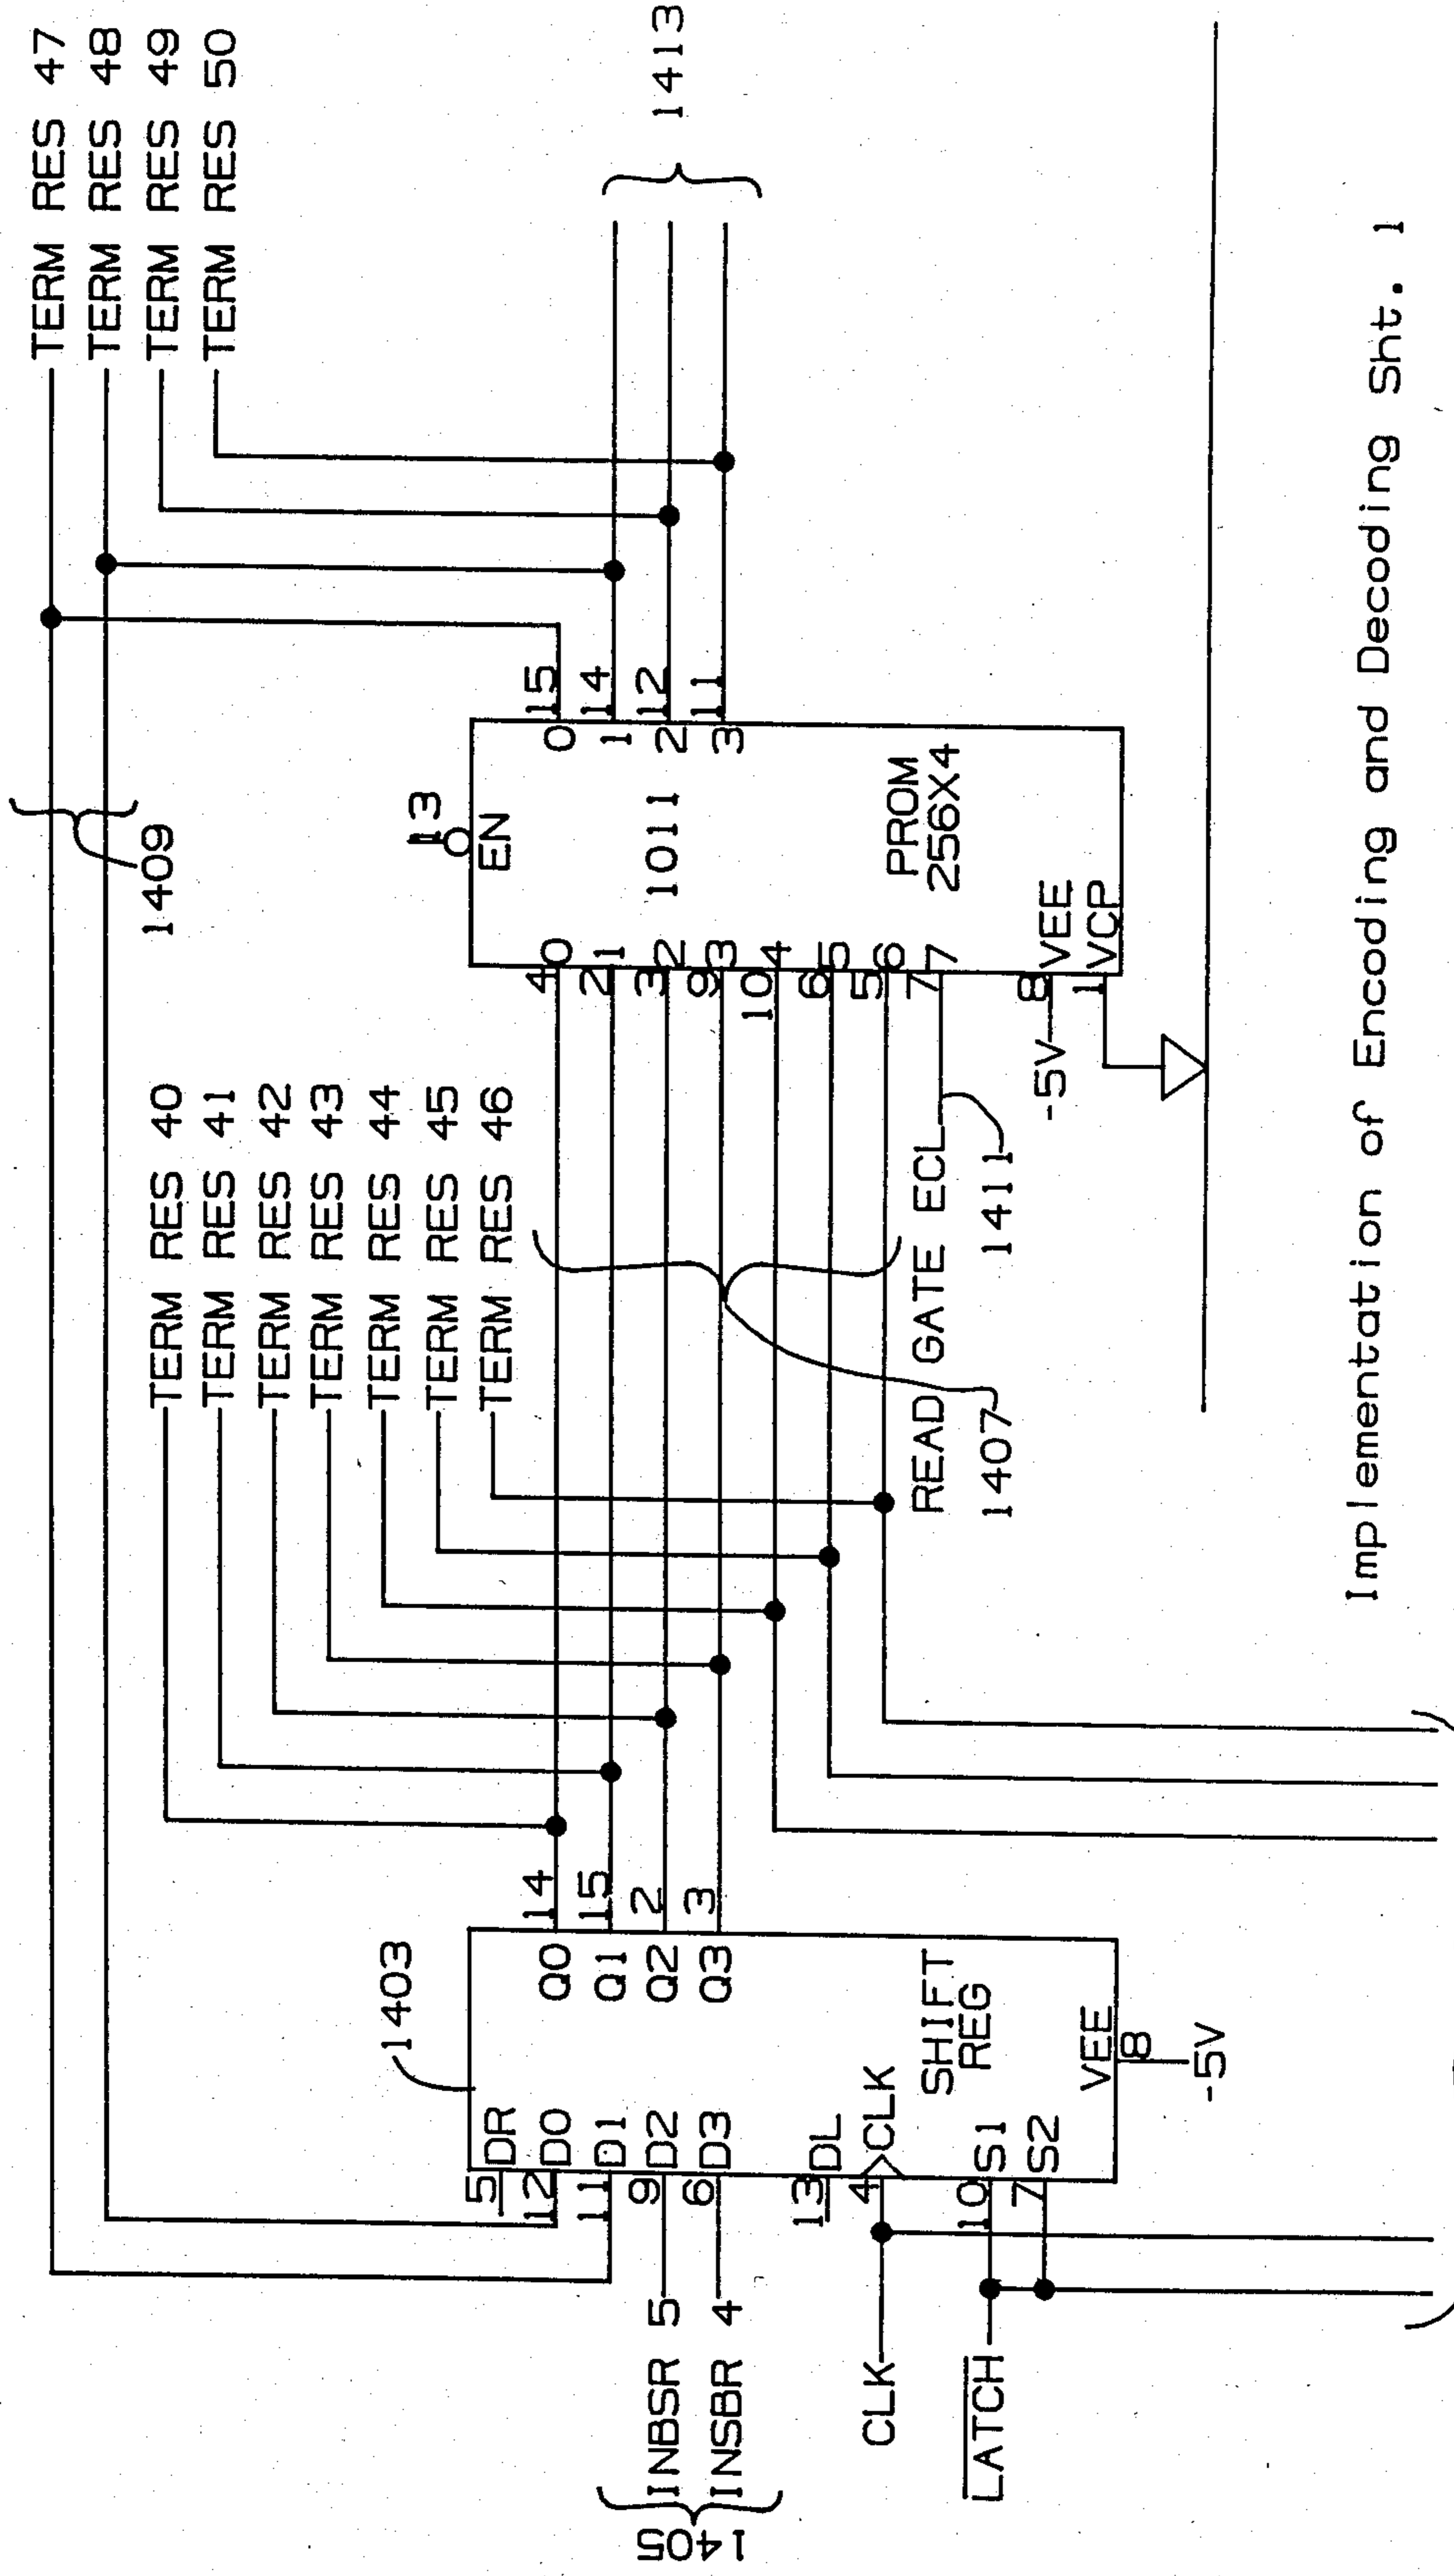 TERM RES 47
TERM RES 48
TERM RES 49
TERM RES 50
1409
1413
TERM RES 40
TERM RES 41
TERM RES 42
TERM RES 43
TERM RES 44
TERM RES 45
TERM RES 46
1403
5 DR
12 D0
11 D1
9 D2
6 D3
13 DL
4 CLK
10 S1
7 S2
Q0 14
Q1 15
Q2 2
Q3 3
SHIFT
REG
VEE
8
-5V
INBSR 5
INSBR 4
1405
CLK
LATCH
13
EN
4 0
2 1
3 2
9 3
10 4
6 5
5 6
7 7
8 VEE
1 VCP
0 15
1 14
2 12
3 11
1011
PROM
256X4
READ GATE ECL
1407
1411
-5V
Implementation of Encoding and Decoding Sht. 1